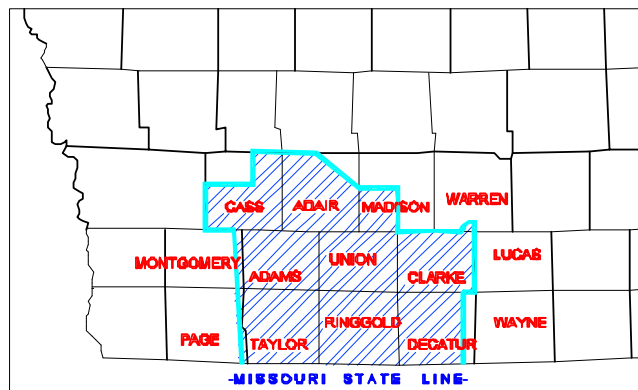 CASS
ADAIR
MADISON
WARREN
MONTGOMERY
ADAMS
UNION
CLARKE
LUCAS
PAGE
TAYLOR
RINGGOLD
DECATUR
WAYNE
-MISSOURI STATE LINE-